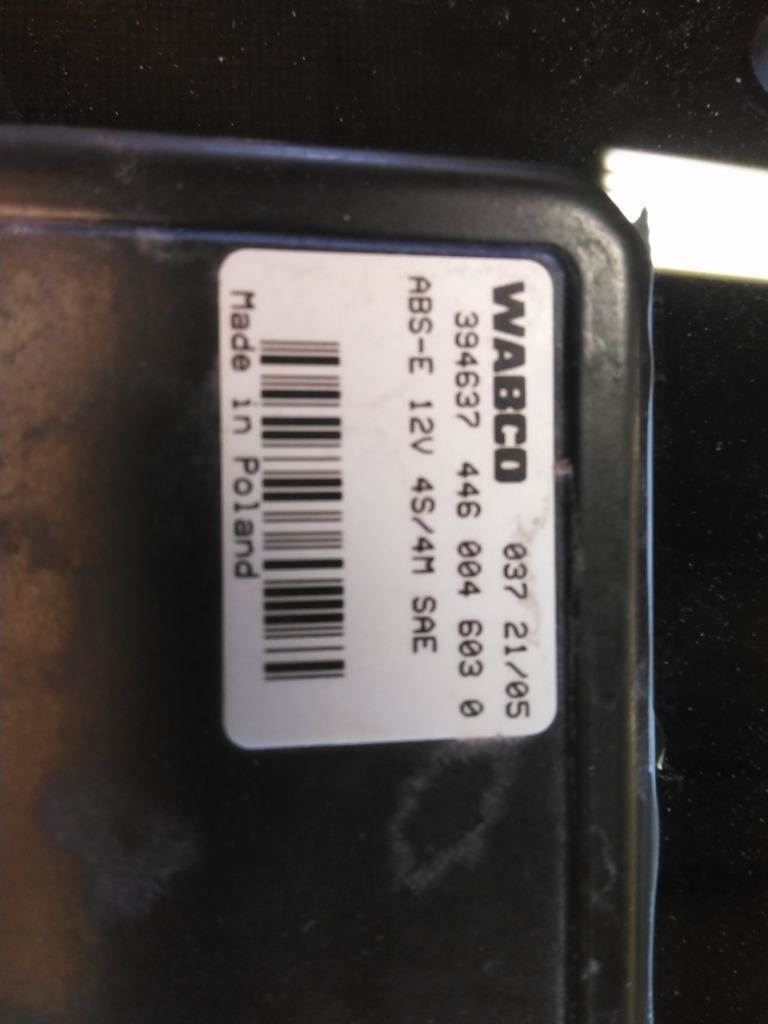 WABCO 037 21/05
394637 446 004 603 0
ABS-E 12V 4S/4M SAE
Made in Poland